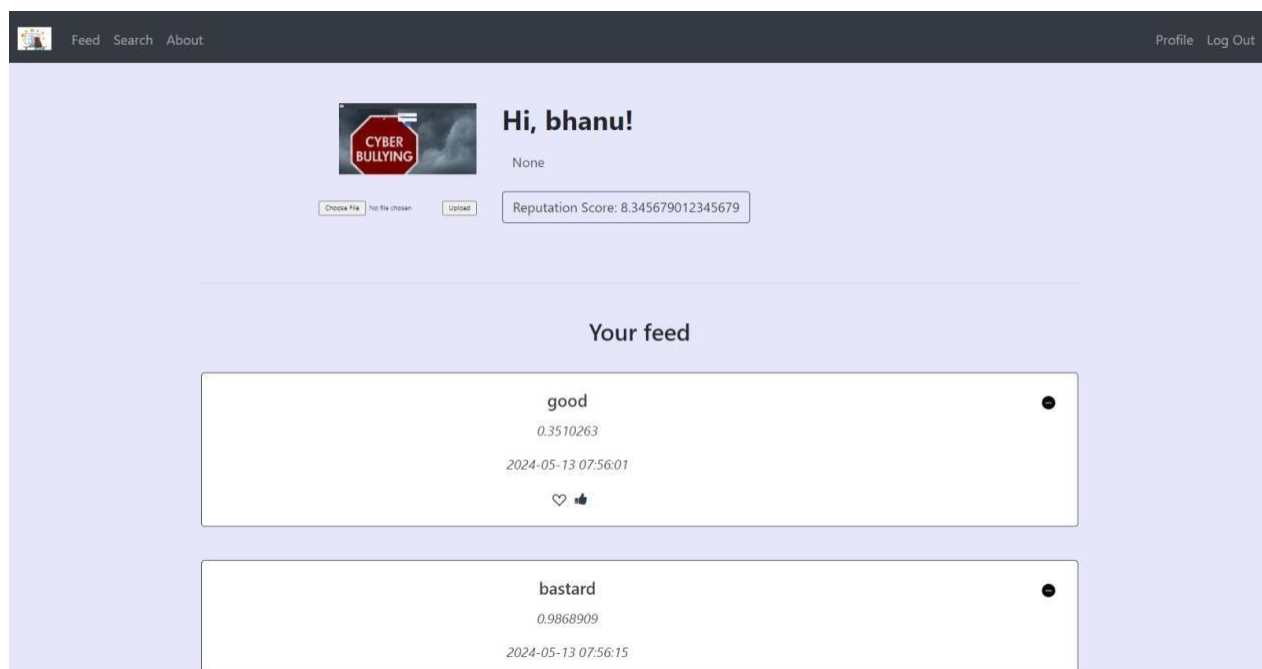 Feed Search About Profile Log Out
CYBER
BULLYING
Hi, bhanu!
None
Choose File No file chosen Upload
Reputation Score: 8.345679012345679
Your feed
good
0.3510263
2024-05-13 07:56:01
bastard
0.9868909
2024-05-13 07:56:15